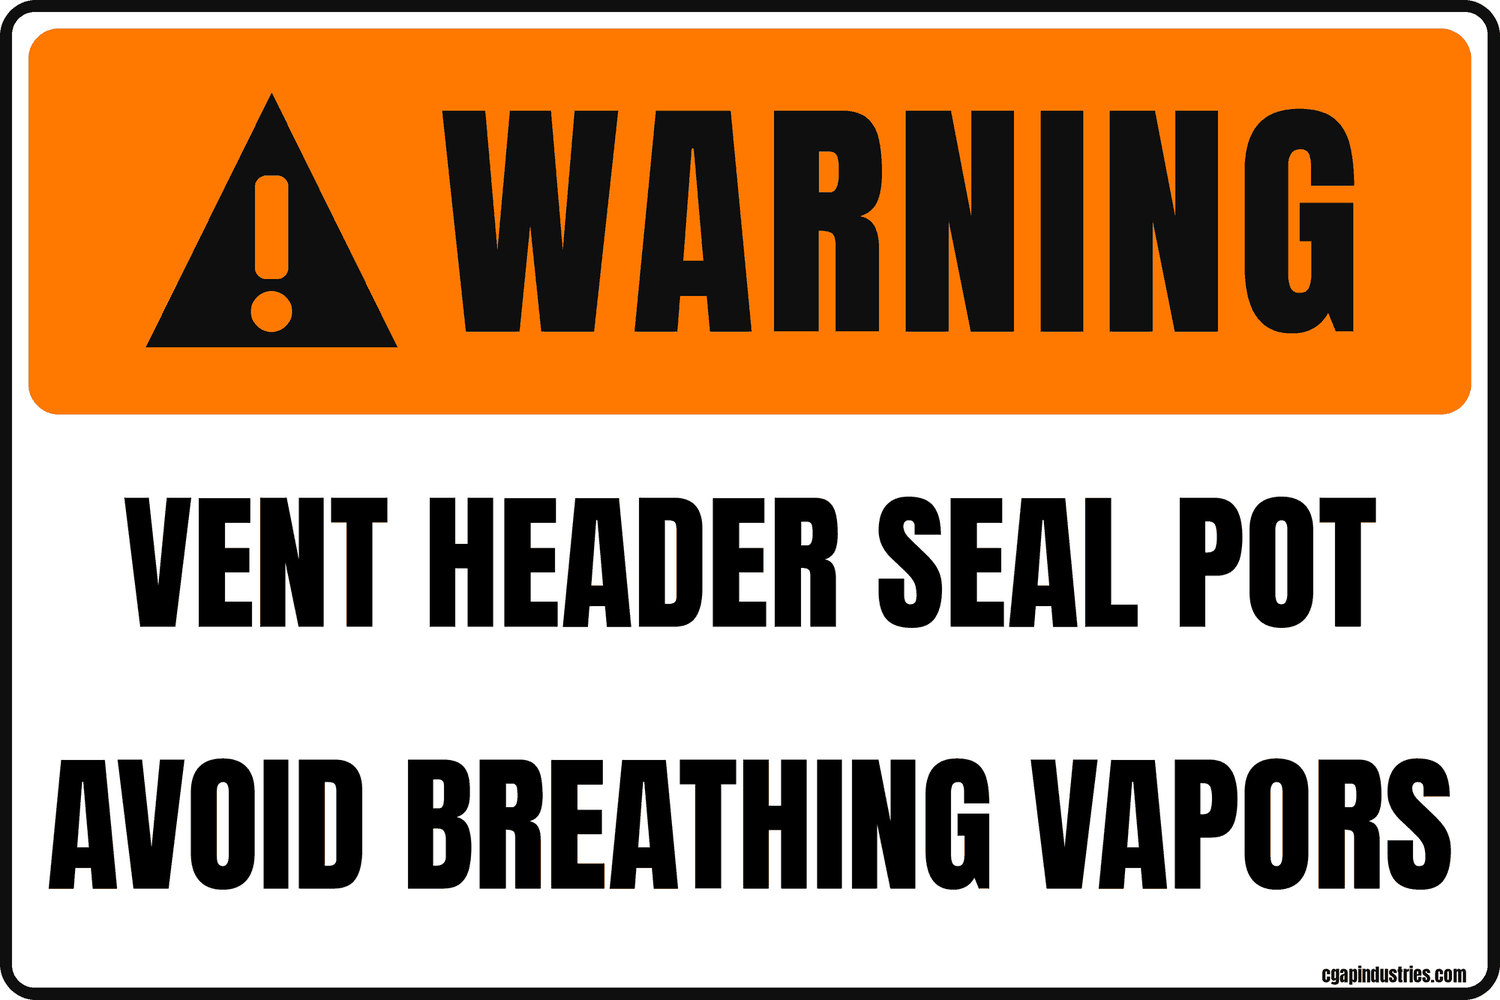 WARNING
VENT HEADER SEAL POT
AVOID BREATHING VAPORS
cgapindustries.com